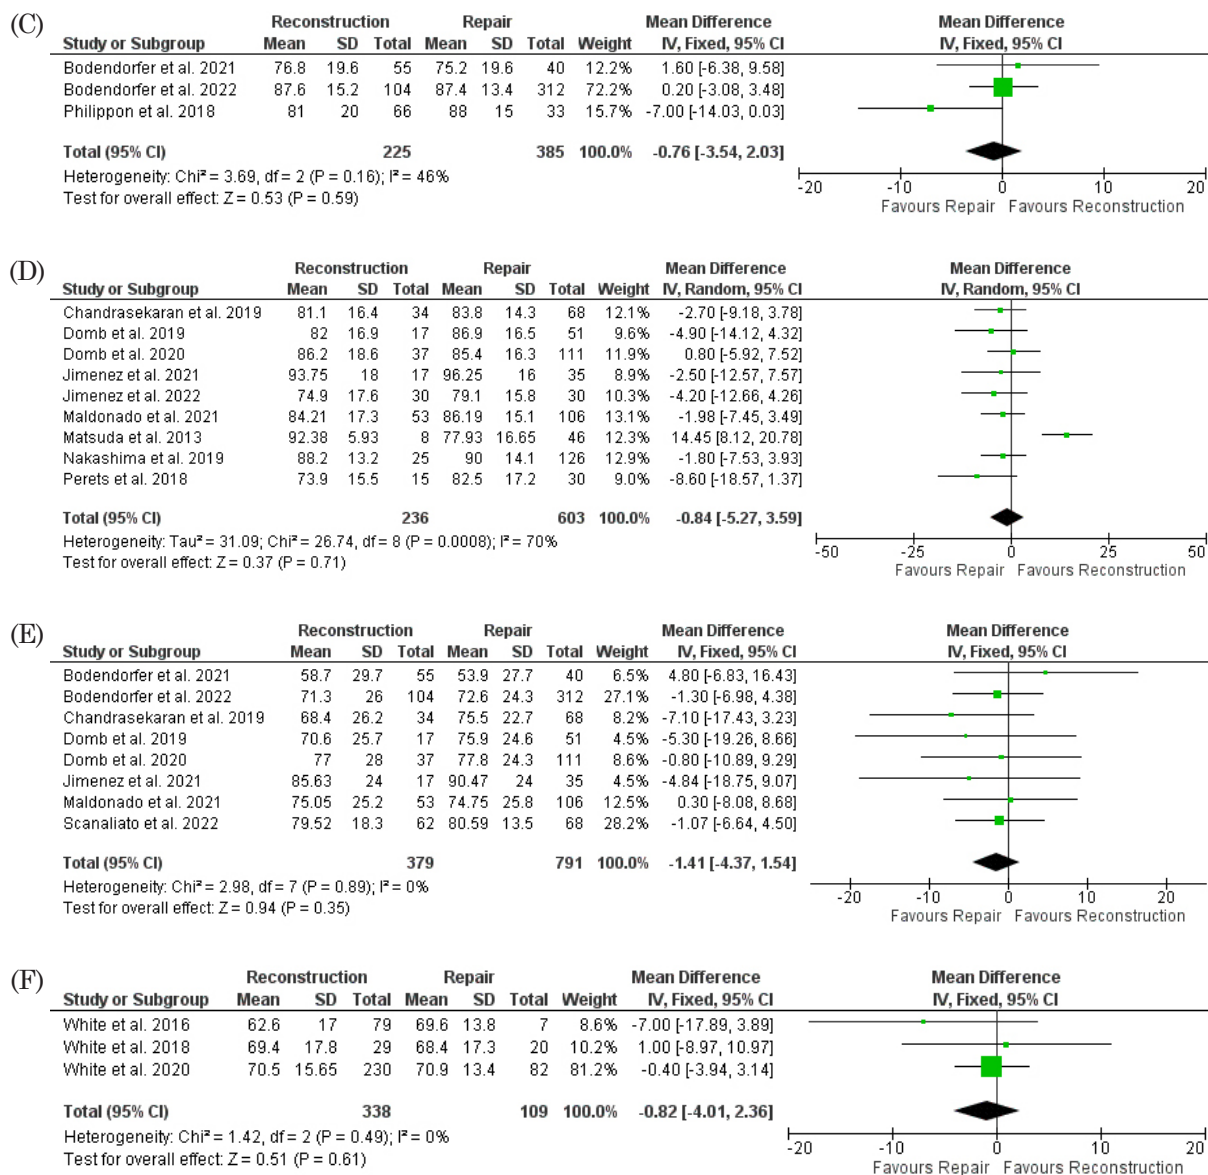 (C)
Reconstruction Repair Mean Difference Mean Difference
Study or Subgroup Mean SD Total Mean SD Total Weight IV, Fixed, 95% CI IV, Fixed, 95% CI
Bodendorfer et al. 2021 76.8 19.6 55 75.2 19.6 40 12.2% 1.60 [-6.38, 9.58]
Bodendorfer et al. 2022 87.6 15.2 104 87.4 13.4 312 72.2% 0.20 [-3.08, 3.48]
Philippon et al. 2018 81 20 66 88 15 33 15.7% -7.00 [-14.03, 0.03]
Total (95% CI) 225 385 100.0% -0.76 [-3.54, 2.03]
Heterogeneity: Chi² = 3.69, df = 2 (P = 0.16); I² = 46%
Test for overall effect: Z = 0.53 (P = 0.59)
-20 -10 0 10 20
Favours Repair Favours Reconstruction
(D)
Reconstruction Repair Mean Difference Mean Difference
Study or Subgroup Mean SD Total Mean SD Total Weight IV, Random, 95% CI IV, Random, 95% CI
Chandrasekaran et al. 2019 81.1 16.4 34 83.8 14.3 68 12.1% -2.70 [-9.18, 3.78]
Domb et al. 2019 82 16.9 17 86.9 16.5 51 9.6% -4.90 [-14.12, 4.32]
Domb et al. 2020 86.2 18.6 37 85.4 16.3 111 11.9% 0.80 [-5.92, 7.52]
Jimenez et al. 2021 93.75 18 17 96.25 16 35 8.9% -2.50 [-12.57, 7.57]
Jimenez et al. 2022 74.9 17.6 30 79.1 15.8 30 10.3% -4.20 [-12.66, 4.26]
Maldonado et al. 2021 84.21 17.3 53 86.19 15.1 106 13.1% -1.98 [-7.45, 3.49]
Matsuda et al. 2013 92.38 5.93 8 77.93 16.65 46 12.3% 14.45 [8.12, 20.78]
Nakashima et al. 2019 88.2 13.2 25 90 14.1 126 12.9% -1.80 [-7.53, 3.93]
Perets et al. 2018 73.9 15.5 15 82.5 17.2 30 9.0% -8.60 [-18.57, 1.37]
Total (95% CI) 236 603 100.0% -0.84 [-5.27, 3.59]
Heterogeneity: Tau² = 31.09; Chi² = 26.74, df = 8 (P = 0.0008); I² = 70%
Test for overall effect: Z = 0.37 (P = 0.71)
-50 -25 0 25 50
Favours Repair Favours Reconstruction
(E)
Reconstruction Repair Mean Difference Mean Difference
Study or Subgroup Mean SD Total Mean SD Total Weight IV, Fixed, 95% CI IV, Fixed, 95% CI
Bodendorfer et al. 2021 58.7 29.7 55 53.9 27.7 40 6.5% 4.80 [-6.83, 16.43]
Bodendorfer et al. 2022 71.3 26 104 72.6 24.3 312 27.1% -1.30 [-6.98, 4.38]
Chandrasekaran et al. 2019 68.4 26.2 34 75.5 22.7 68 8.2% -7.10 [-17.43, 3.23]
Domb et al. 2019 70.6 25.7 17 75.9 24.6 51 4.5% -5.30 [-19.26, 8.66]
Domb et al. 2020 77 28 37 77.8 24.3 111 8.6% -0.80 [-10.89, 9.29]
Jimenez et al. 2021 85.63 24 17 90.47 24 35 4.5% -4.84 [-18.75, 9.07]
Maldonado et al. 2021 75.05 25.2 53 74.75 25.8 106 12.5% 0.30 [-8.08, 8.68]
Scanaliato et al. 2022 79.52 18.3 62 80.59 13.5 68 28.2% -1.07 [-6.64, 4.50]
Total (95% CI) 379 791 100.0% -1.41 [-4.37, 1.54]
Heterogeneity: Chi² = 2.98, df = 7 (P = 0.89); I² = 0%
Test for overall effect: Z = 0.94 (P = 0.35)
-20 -10 0 10 20
Favours Repair Favours Reconstruction
(F)
Reconstruction Repair Mean Difference Mean Difference
Study or Subgroup Mean SD Total Mean SD Total Weight IV, Fixed, 95% CI IV, Fixed, 95% CI
White et al. 2016 62.6 17 79 69.6 13.8 7 8.6% -7.00 [-17.89, 3.89]
White et al. 2018 69.4 17.8 29 68.4 17.3 20 10.2% 1.00 [-8.97, 10.97]
White et al. 2020 70.5 15.65 230 70.9 13.4 82 81.2% -0.40 [-3.94, 3.14]
Total (95% CI) 338 109 100.0% -0.82 [-4.01, 2.36]
Heterogeneity: Chi² = 1.42, df = 2 (P = 0.49); I² = 0%
Test for overall effect: Z = 0.51 (P = 0.61)
-20 -10 0 10 20
Favours Repair Favours Reconstruction